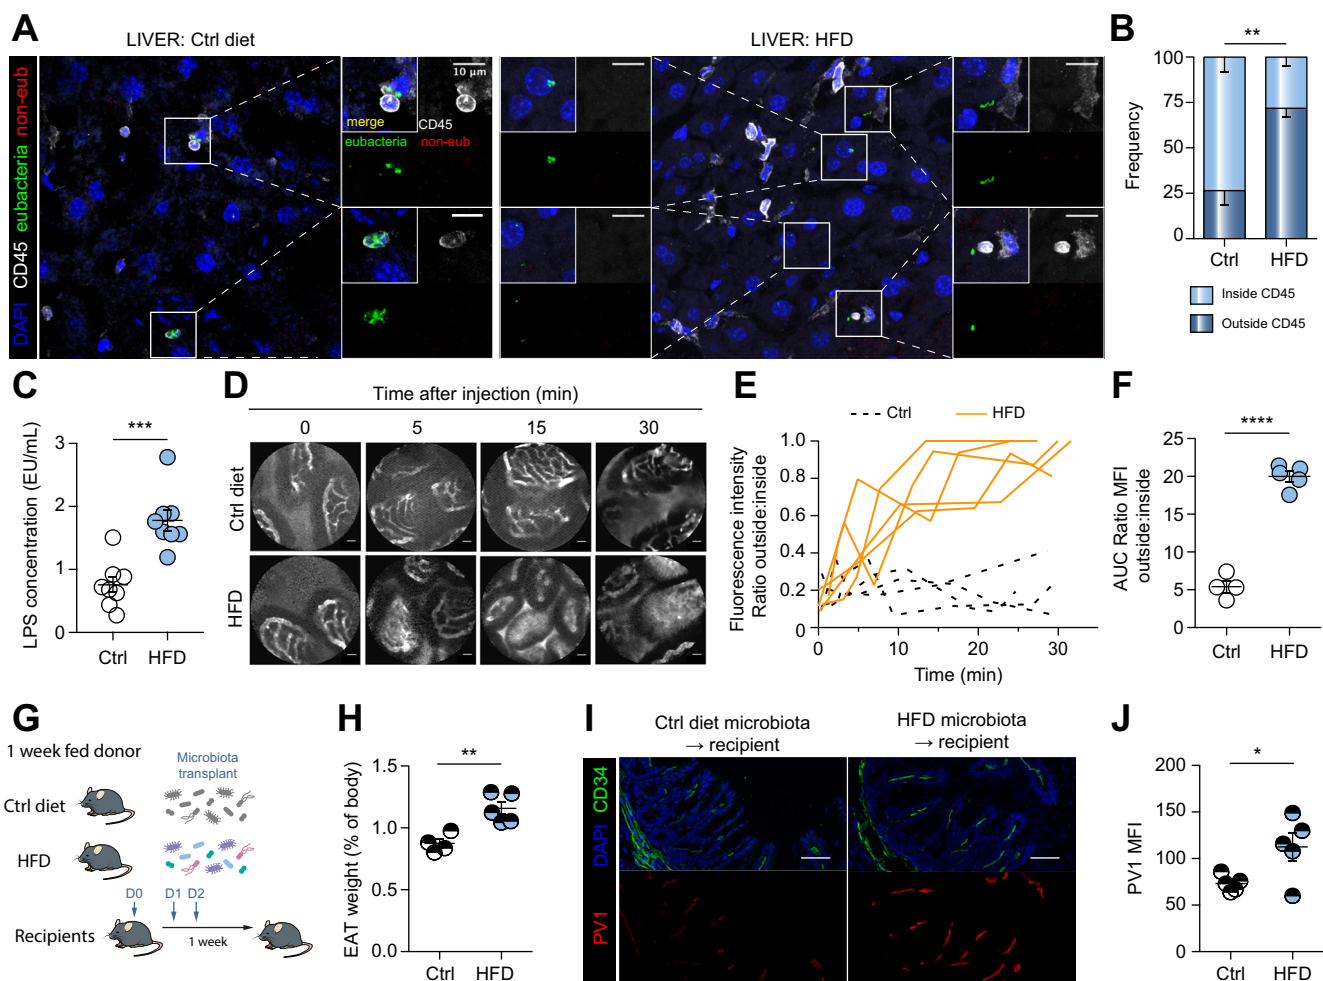 A
LIVER: Ctrl diet
LIVER: HFD
DAPI CD45 eubacteria non-eub
10 µm
merge
CD45
eubacteria
non-eub
B
**
Frequency
100
75
50
25
0
Ctrl
HFD
Inside CD45
Outside CD45
C
***
LPS concentration (EU/mL)
3
2
1
0
Ctrl
HFD
D
Time after injection (min)
0
5
15
30
Ctrl diet
HFD
E
Ctrl
HFD
Fluorescence intensity
Ratio outside:inside
1.0
0.8
0.6
0.4
0.2
0
0
10
20
30
Time (min)
F
****
AUC Ratio MFI
outside:inside
25
20
15
10
5
0
Ctrl
HFD
G
1 week fed donor
Microbiota
transplant
Ctrl diet
HFD
D0
D1
D2
Recipients
1 week
H
**
EAT weight (% of body)
1.5
1.0
0.5
0.0
Ctrl
HFD
I
Ctrl diet microbiota
→ recipient
HFD microbiota
→ recipient
DAPI CD34
PV1
J
*
PV1 MFI
200
150
100
50
0
Ctrl
HFD